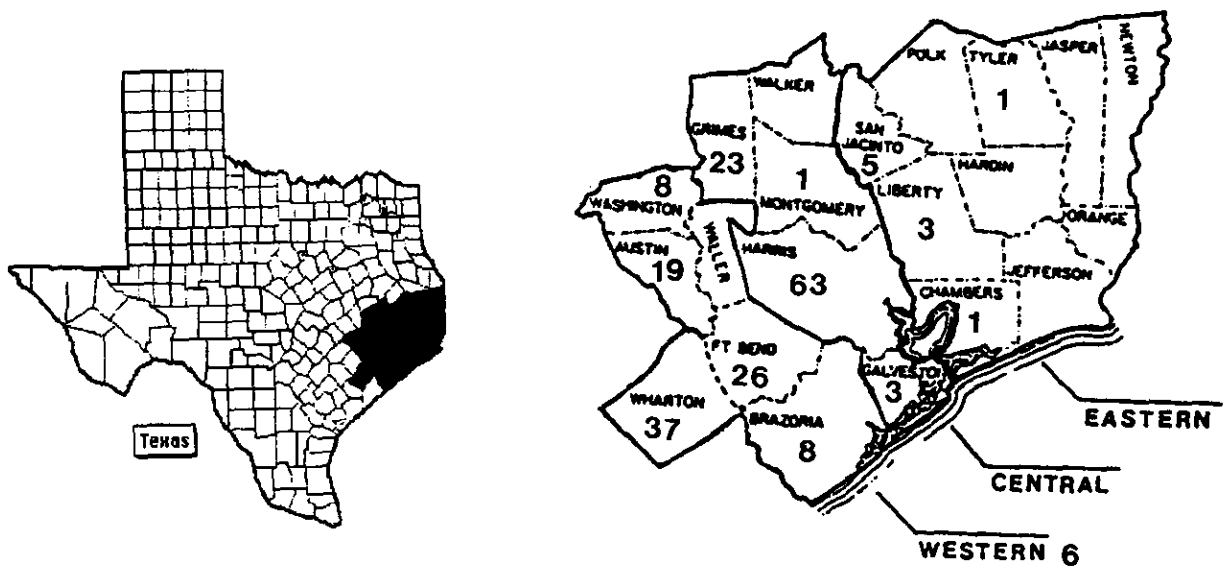 Texas
POLK
TYLER
1
JASPER
NEWTON
WALKER
GRIMES
23
SAN
JACINTO
5
HARDIN
1
MONTGOMERY
LIBERTY
3
ORANGE
8
WASHINGTON
WALLER
AUSTIN
19
HARRIS
63
JEFFERSON
CHAMBERS
1
FT BEND
26
GALVESTON
3
WHARTON
37
BRAZORIA
8
EASTERN
CENTRAL
WESTERN 6